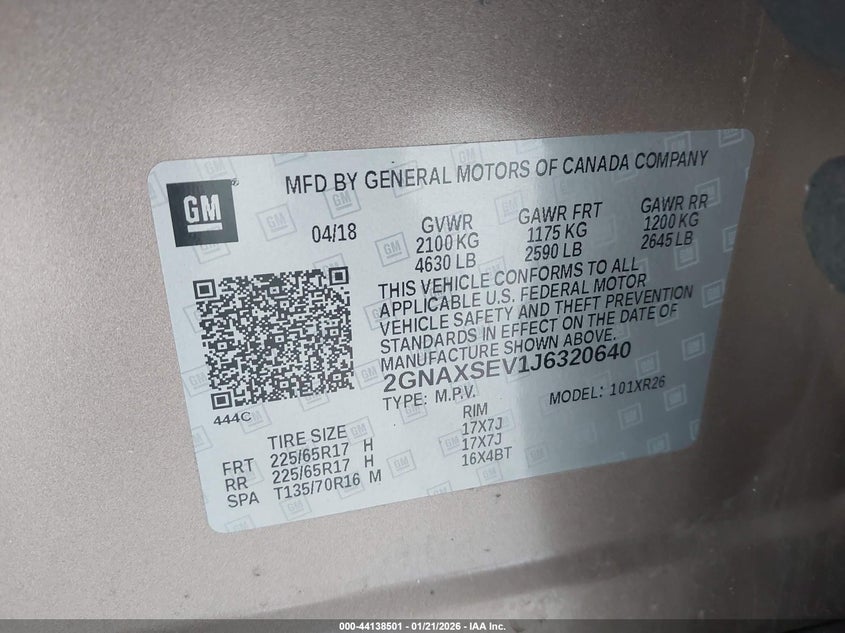 GM
MFD BY GENERAL MOTORS OF CANADA COMPANY
04/18
GVWR GAWR FRT GAWR RR
2100 KG 1175 KG 1200 KG
4630 LB 2590 LB 2645 LB
THIS VEHICLE CONFORMS TO ALL
APPLICABLE U.S. FEDERAL MOTOR
VEHICLE SAFETY AND THEFT PREVENTION
STANDARDS IN EFFECT ON THE DATE OF
MANUFACTURE SHOWN ABOVE.
2GNAXSEV1J6320640
TYPE: M.P.V. MODEL: 101XR26
444C
TIRE SIZE RIM
FRT 225/65R17 H 17X7J
RR 225/65R17 H 17X7J
SPA T135/70R16 M 16X4BT
000-44138501 — 01/21/2026 — IAA Inc.